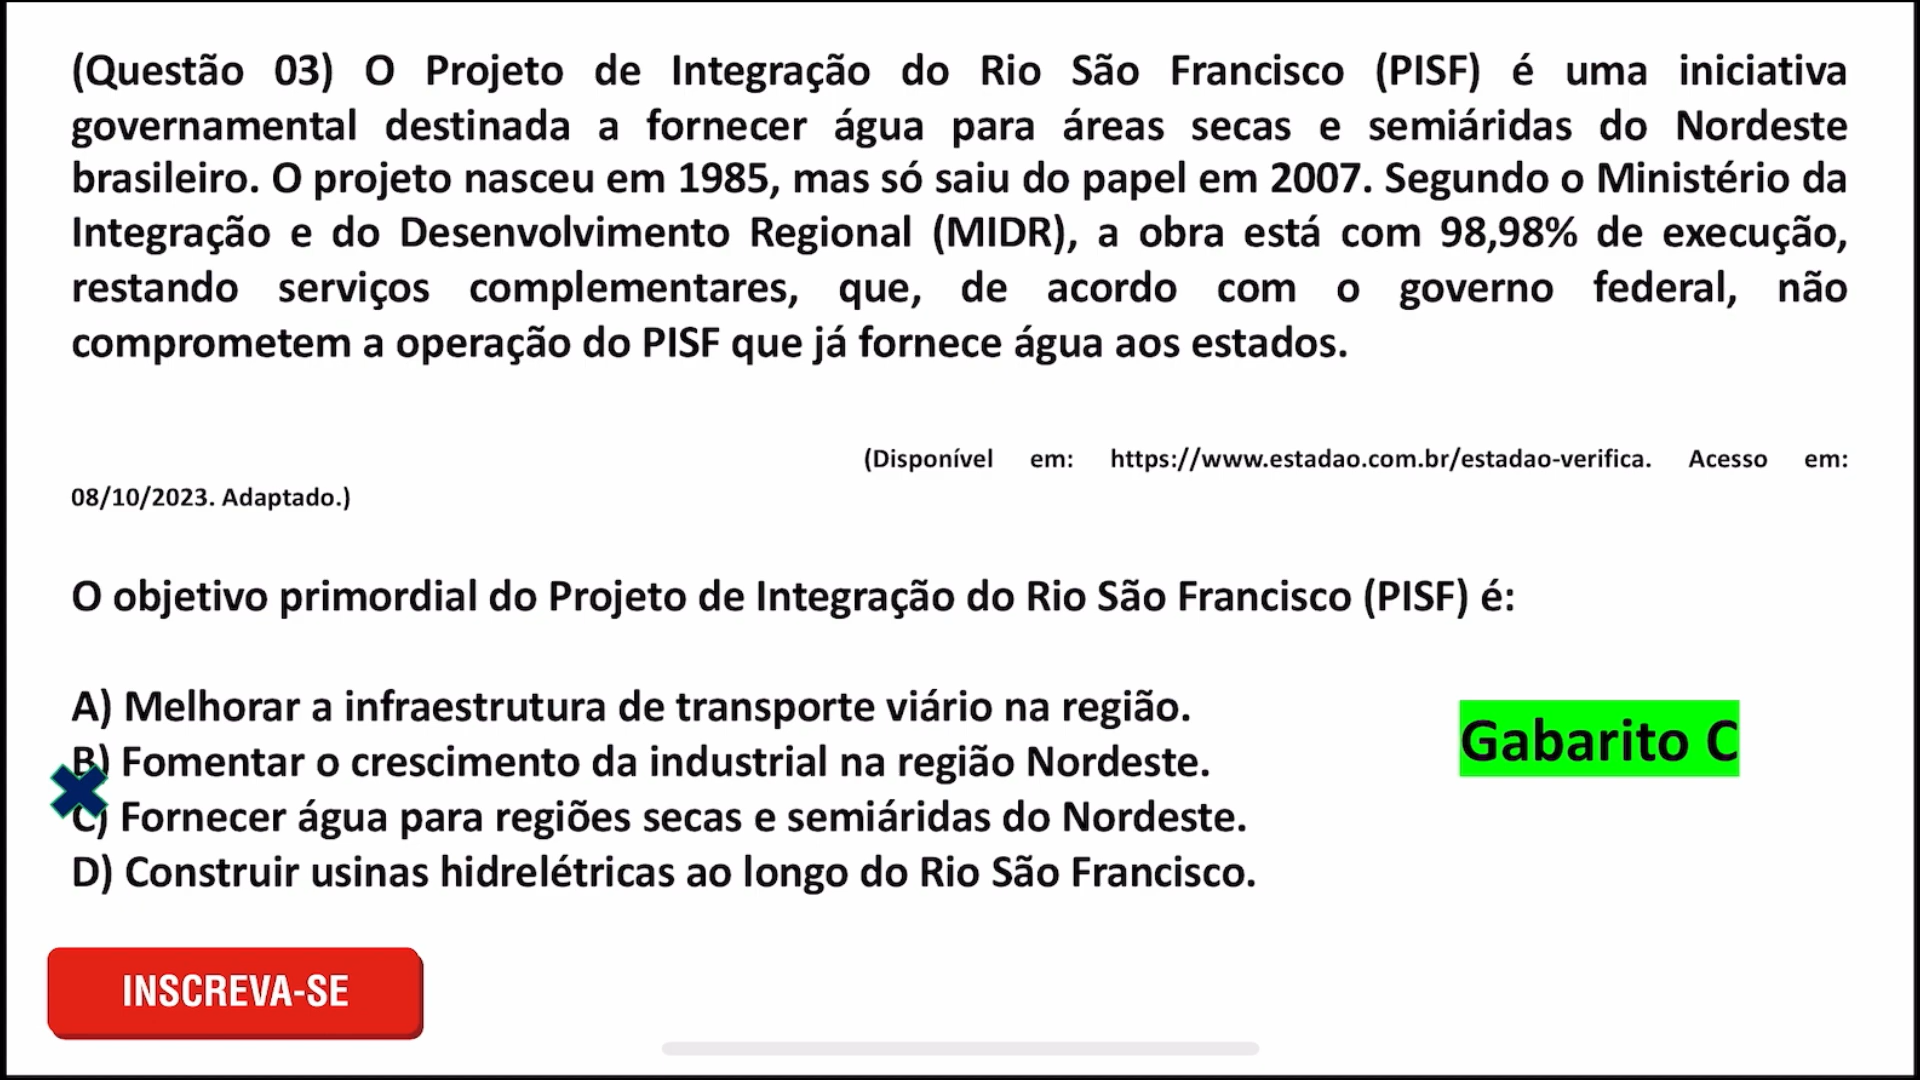 (Questão 03) O Projeto de Integração do Rio São Francisco (PISF) é uma iniciativa
governamental destinada a fornecer água para áreas secas e semiáridas do Nordeste
brasileiro. O projeto nasceu em 1985, mas só saiu do papel em 2007. Segundo o Ministério da
Integração e do Desenvolvimento Regional (MIDR), a obra está com 98,98% de execução,
restando serviços complementares, que, de acordo com o governo federal, não
comprometem a operação do PISF que já fornece água aos estados.
(Disponível em: https://www.estadao.com.br/estadao-verifica. Acesso em:
08/10/2023. Adaptado.)
O objetivo primordial do Projeto de Integração do Rio São Francisco (PISF) é:
A) Melhorar a infraestrutura de transporte viário na região.
B) Fomentar o crescimento da industrial na região Nordeste.
C) Fornecer água para regiões secas e semiáridas do Nordeste.
D) Construir usinas hidrelétricas ao longo do Rio São Francisco.
Gabarito C
INSCREVA-SE